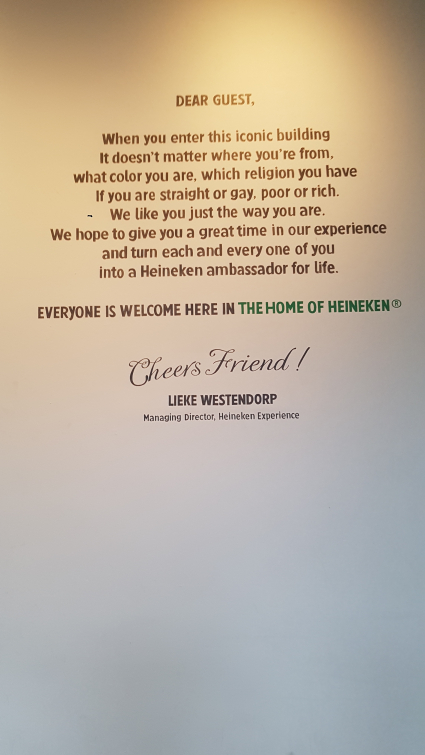 DEAR GUEST,
When you enter this iconic building
It doesn't matter where you're from,
what color you are, which religion you have
If you are straight or gay, poor or rich.
We like you just the way you are.
We hope to give you a great time in our experience
and turn each and every one of you
into a Heineken ambassador for life.
EVERYONE IS WELCOME HERE IN THE HOME OF HEINEKEN®
Cheers Friend!
LIEKE WESTENDORP
Managing Director, Heineken Experience